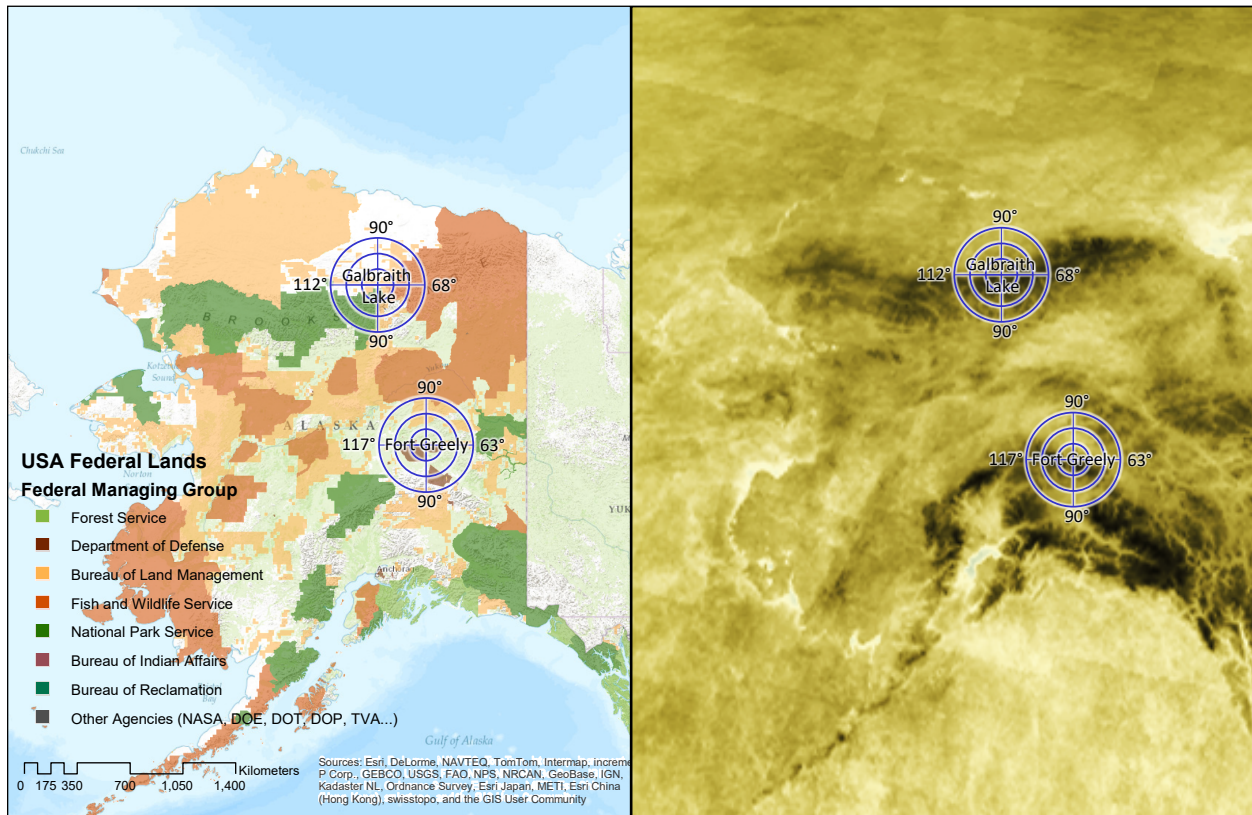 Chukchi Sea
90°
112°
Galbraith
Lake
68°
90°
BROOKS
Kotzebue
Sound
Yukon
90°
ALASKA
117°
Fort Greely
63°
90°
USA Federal Lands
Norton
Federal Managing Group
Forest Service
Department of Defense
Bureau of Land Management
Anchorage
Fish and Wildlife Service
National Park Service
Bureau of Indian Affairs
Bureau of Reclamation
Bay
Other Agencies (NASA, DOE, DOT, DOP, TVA...)
YUK
Gulf of Alaska
Kilometers
0 175 350 700 1,050 1,400
Sources: Esri, DeLorme, NAVTEQ, TomTom, Intermap, increme
P Corp., GEBCO, USGS, FAO, NPS, NRCAN, GeoBase, IGN,
Kadaster NL, Ordnance Survey, Esri Japan, METI, Esri China
(Hong Kong), swisstopo, and the GIS User Community
90°
112°
Galbraith
Lake
68°
90°
90°
117°
Fort Greely
63°
90°